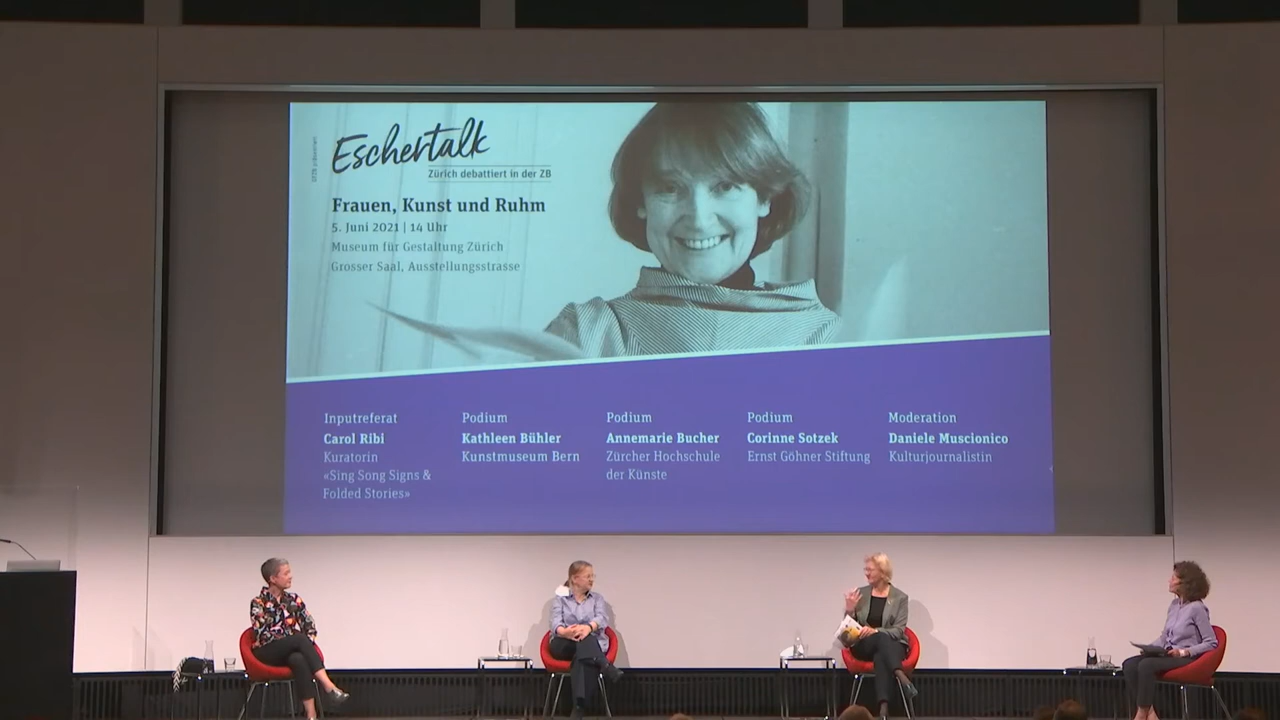 Eschertalk
Zürich debattiert in der ZB
Frauen, Kunst und Ruhm
5. Juni 2021 | 14 Uhr
Museum für Gestaltung Zürich
Grosser Saal, Ausstellungsstrasse
Inputreferat
Carol Ribi
Kuratorin
«Sing Song Signs &
Folded Stories»
Podium
Kathleen Bühler
Kunstmuseum Bern
Podium
Annemarie Bucher
Zürcher Hochschule
der Künste
Podium
Corinne Sotzek
Ernst Göhner Stiftung
Moderation
Daniele Muscionico
Kulturjournalistin